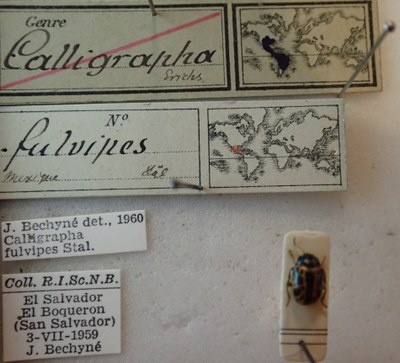 Genre
Calligrapha
Erichs.
Nº
fulvipes
Mexique
J. Bechyné det., 1960
Calligrapha
fulvipes Stal.
Coll. R.I.Sc.N.B.
El Salvador
El Boqueron
(San Salvador)
3-VII-1959
J. Bechyné